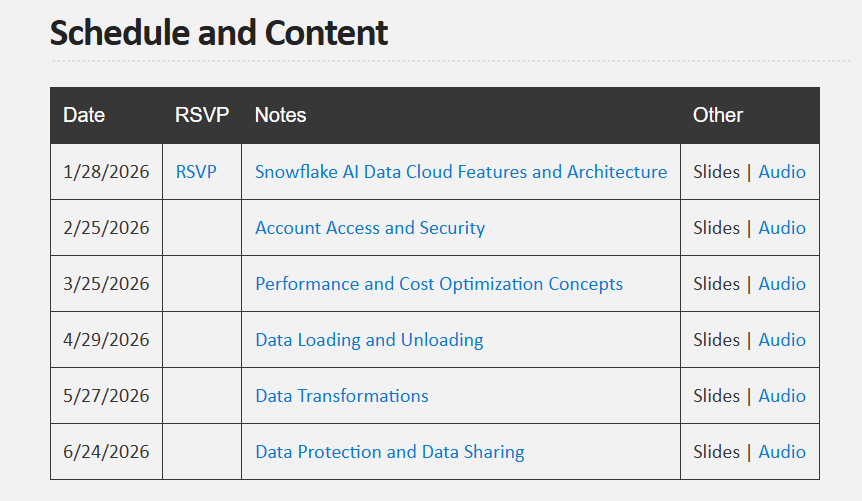 Schedule and Content
Date RSVP Notes Other
1/28/2026 RSVP Snowflake AI Data Cloud Features and Architecture Slides | Audio
2/25/2026 Account Access and Security Slides | Audio
3/25/2026 Performance and Cost Optimization Concepts Slides | Audio
4/29/2026 Data Loading and Unloading Slides | Audio
5/27/2026 Data Transformations Slides | Audio
6/24/2026 Data Protection and Data Sharing Slides | Audio